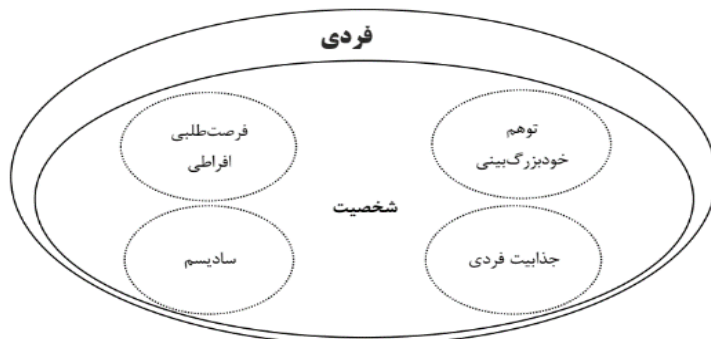 فردی
توهم
خودبزرگ‌بینی
فرصت‌طلبی
افراطی
شخصیت
جذابیت فردی
سادیسم